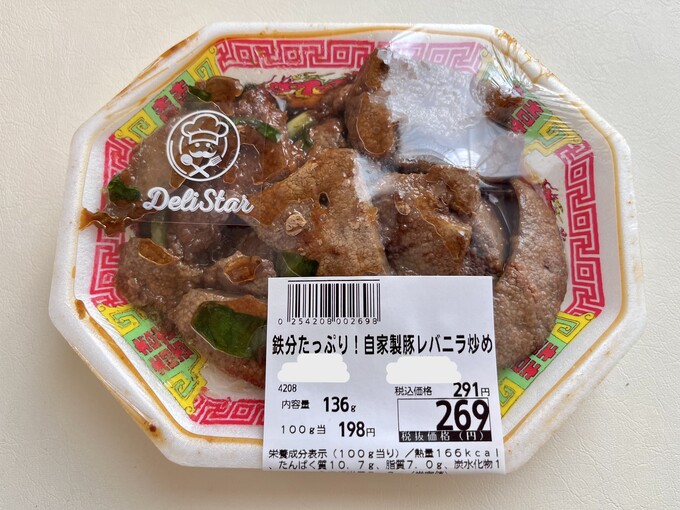 DeliStar
0 254208 002698
鉄分たっぷり！自家製豚レバニラ炒め
4208
税込価格 291円
内容量 136g
269
100g当 198円
税抜価格(円)
栄養成分表示(100g当り)/熱量166kcal
、たんぱく質10.7g、脂質7.0g、炭水化物1